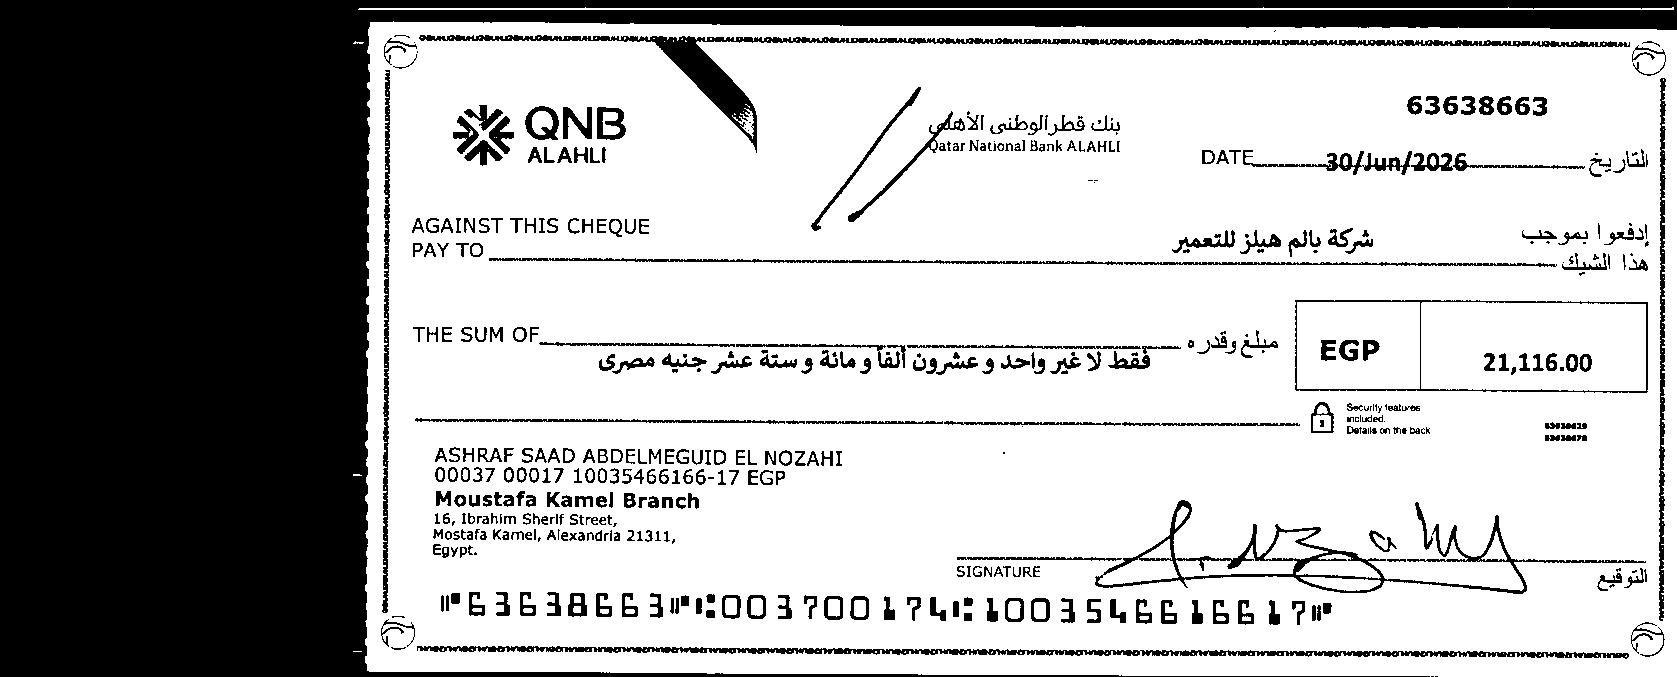 QNB
ALAHLI
بنك قطر الوطنى الأهلي
Qatar National Bank ALAHLI
63638663
DATE 30/Jun/2026 التاريخ
AGAINST THIS CHEQUE
PAY TO
شركة بالم هيلز للتعمير
إدفعوا بموجب
هذا الشيك
THE SUM OF
مبلغ وقدره
فقط لا غير واحد و عشرون ألفاً و مائة و ستة عشر جنيه مصرى
EGP 21,116.00
Security features
included.
Details on the back
ASHRAF SAAD ABDELMEGUID EL NOZAHI
00037 00017 10035466166-17 EGP
Moustafa Kamel Branch
16, Ibrahim Sherif Street,
Mostafa Kamel, Alexandria 21311,
Egypt.
SIGNATURE
التوقيع
⑈63638663⑈⑆003700174⑆1003546616617⑈